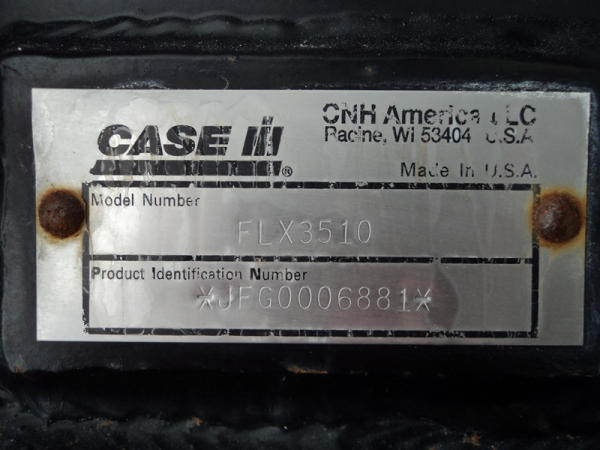 CASE IH
CNH America LLC
Racine, WI 53404 U.S.A
®
Made In U.S.A.
Model Number
FLX3510
Product Identification Number
*JFG0006881*